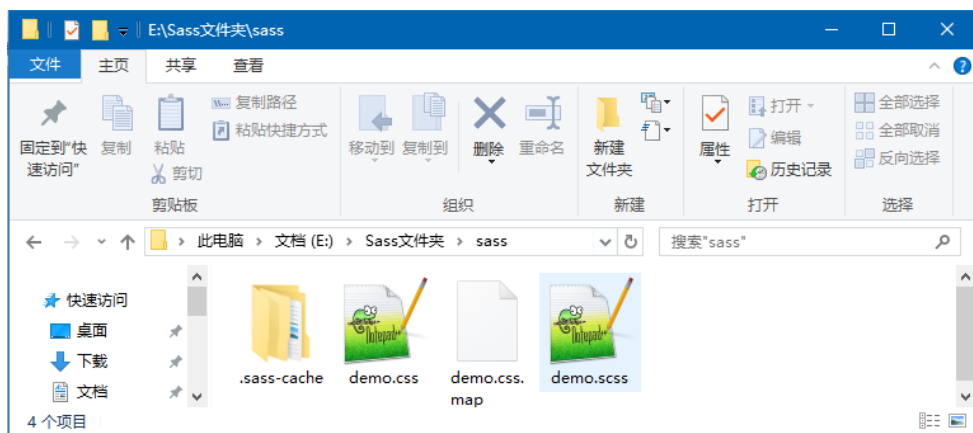 E:\Sass文件夹\sass
文件 主页 共享 查看
固定到"快速访问"
复制
粘贴
复制路径
粘贴快捷方式
剪切
移动到 复制到 删除 重命名
新建文件夹
属性
打开
编辑
历史记录
全部选择
全部取消
反向选择
剪贴板 组织 新建 打开 选择
此电脑 > 文档 (E:) > Sass文件夹 > sass
搜索"sass"
快速访问
桌面
下载
文档
.sass-cache
demo.css
demo.css.map
demo.scss
Notepad++
Notepad++
4 个项目